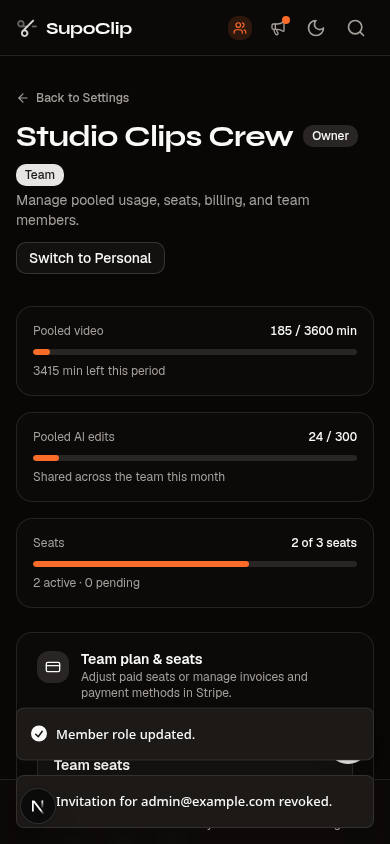 SupoClip
Back to Settings
Studio Clips Crew
Owner
Team
Manage pooled usage, seats, billing, and team
members.
Switch to Personal
Pooled video
185 / 3600 min
3415 min left this period
Pooled AI edits
24 / 300
Shared across the team this month
Seats
2 of 3 seats
2 active · 0 pending
Team plan & seats
Adjust paid seats or manage invoices and
payment methods in Stripe.
Member role updated.
Team seats
N
Invitation for admin@example.com revoked.